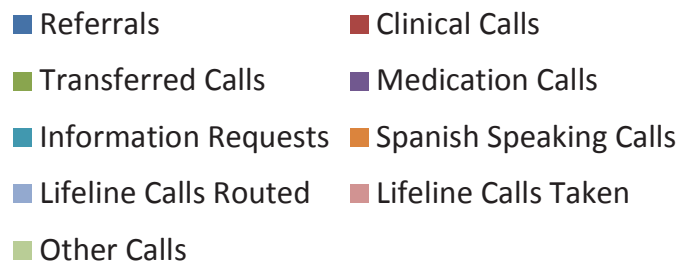 Referrals Clinical Calls
Transferred Calls Medication Calls
Information Requests Spanish Speaking Calls
Lifeline Calls Routed Lifeline Calls Taken
Other Calls